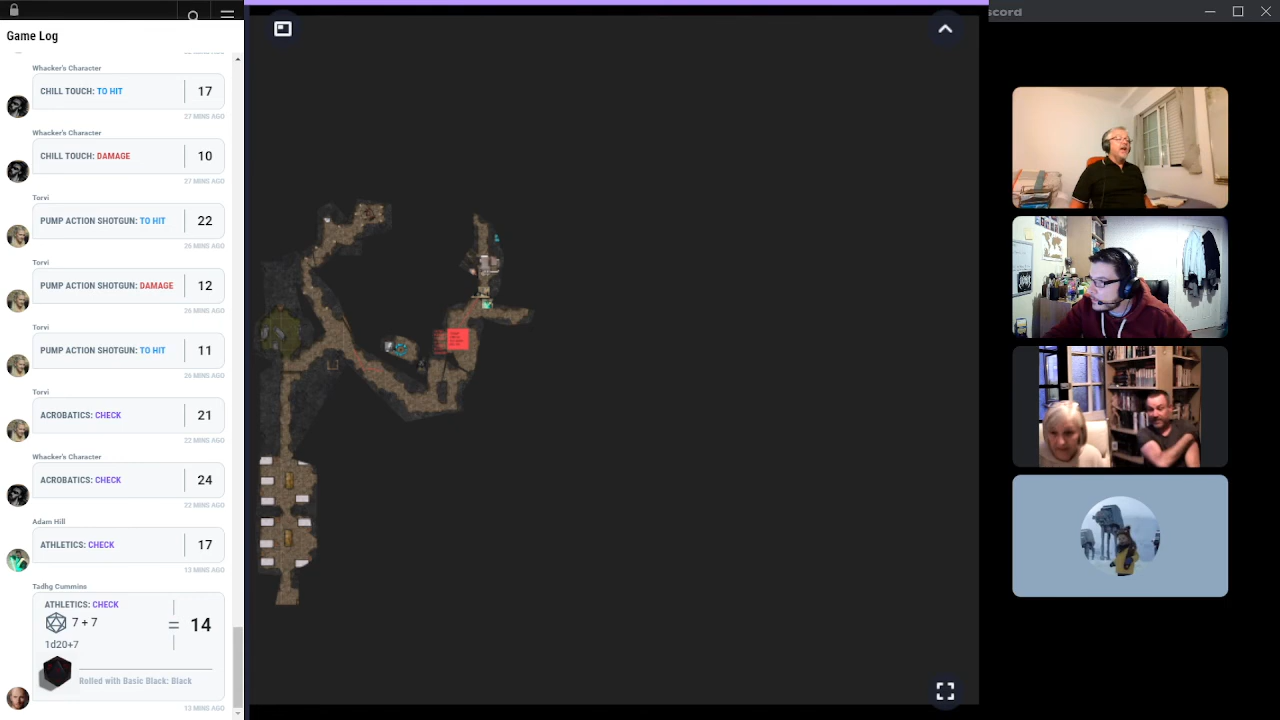 scord
Game Log
Whacker's Character
CHILL TOUCH: TO HIT
17
27 MINS AGO
Whacker's Character
CHILL TOUCH: DAMAGE
10
27 MINS AGO
Torvi
PUMP ACTION SHOTGUN: TO HIT
22
26 MINS AGO
Torvi
PUMP ACTION SHOTGUN: DAMAGE
12
26 MINS AGO
Torvi
PUMP ACTION SHOTGUN: TO HIT
11
26 MINS AGO
Torvi
ACROBATICS: CHECK
21
22 MINS AGO
Whacker's Character
ACROBATICS: CHECK
24
22 MINS AGO
Adam Hill
ATHLETICS: CHECK
17
13 MINS AGO
Tadhg Cummins
ATHLETICS: CHECK
7 + 7
= 14
1d20+7
Rolled with Basic Black: Black
13 MINS AGO